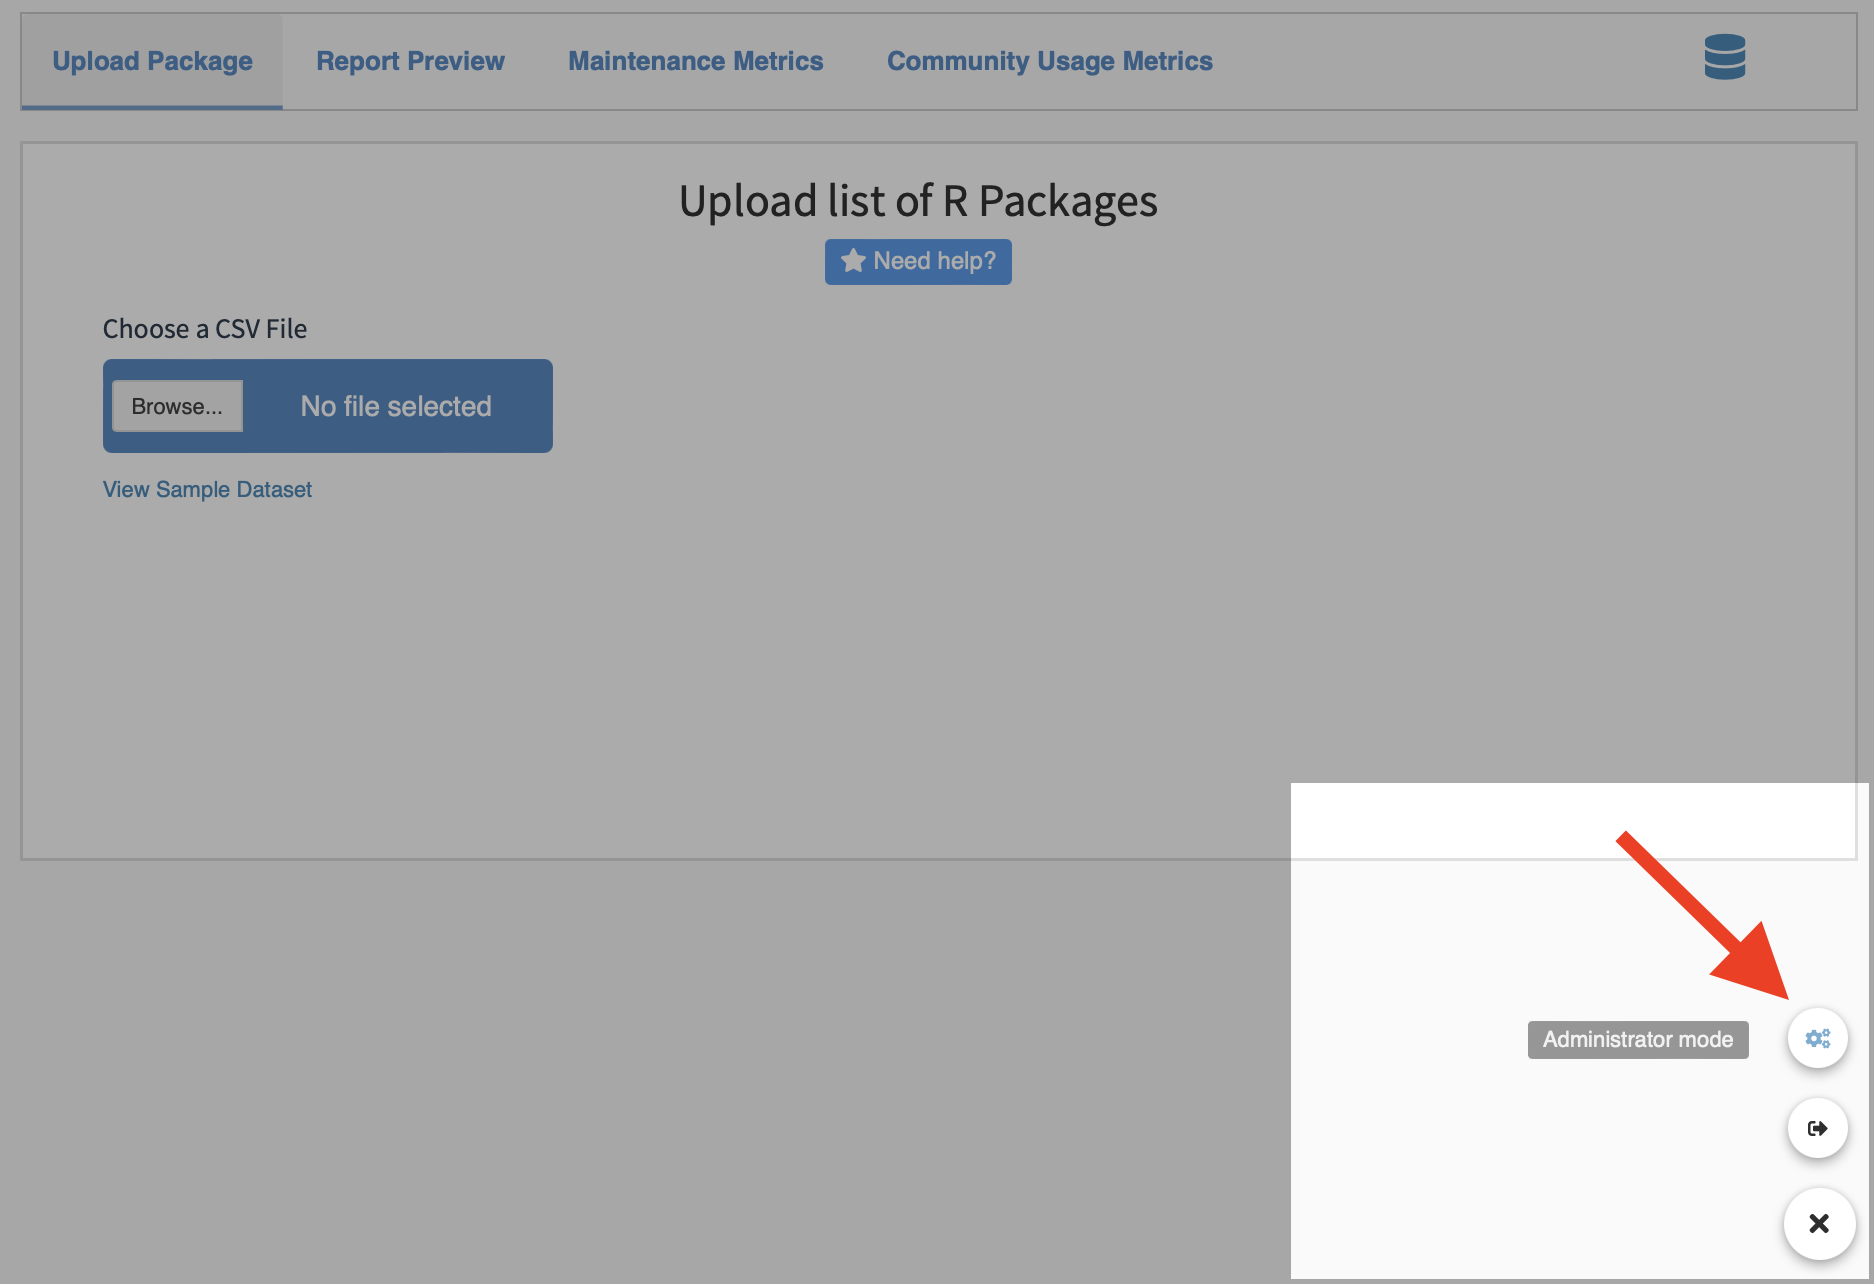 Upload Package
Report Preview
Maintenance Metrics
Community Usage Metrics
Upload list of R Packages
Need help?
Choose a CSV File
Browse...
No file selected
View Sample Dataset
Administrator mode